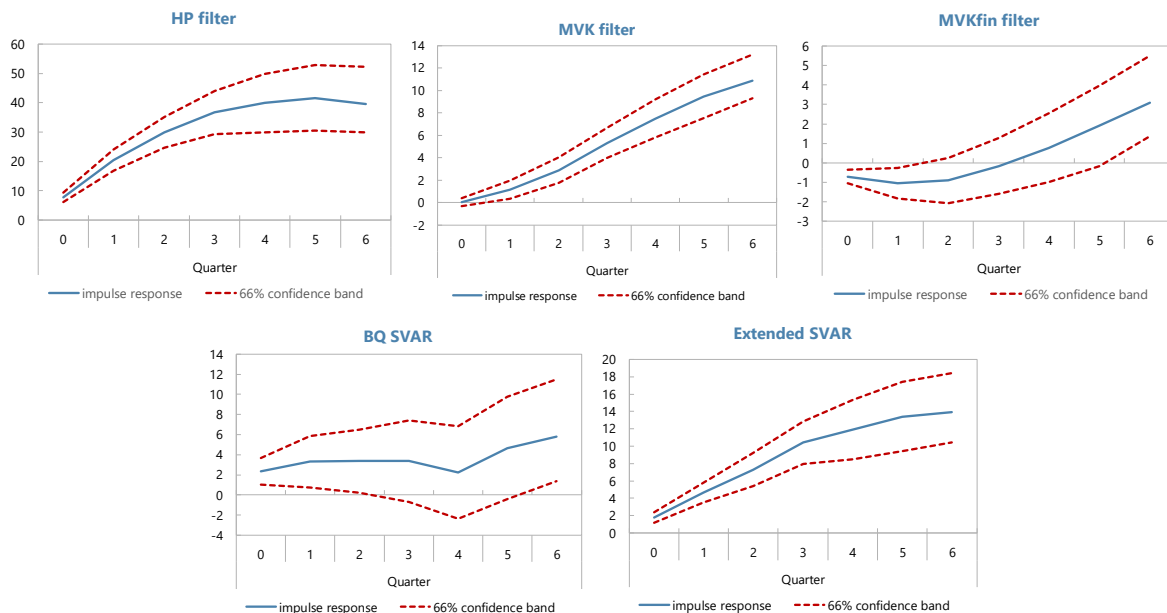 HP filter
60
50
40
30
20
10
0
0 1 2 3 4 5 6
Quarter
impulse response 66% confidence band
MVK filter
14
12
10
8
6
4
2
0
-2
0 1 2 3 4 5 6
Quarter
impulse response 66% confidence band
MVKfin filter
6
5
4
3
2
1
0
-1
-2
-3
0 1 2 3 4 5 6
Quarter
impulse response 66% confidence band
BQ SVAR
14
12
10
8
6
4
2
0
-2
-4
0 1 2 3 4 5 6
Quarter
impulse response 66% confidence band
Extended SVAR
20
18
16
14
12
10
8
6
4
2
0
0 1 2 3 4 5 6
Quarter
impulse response 66% confidence band